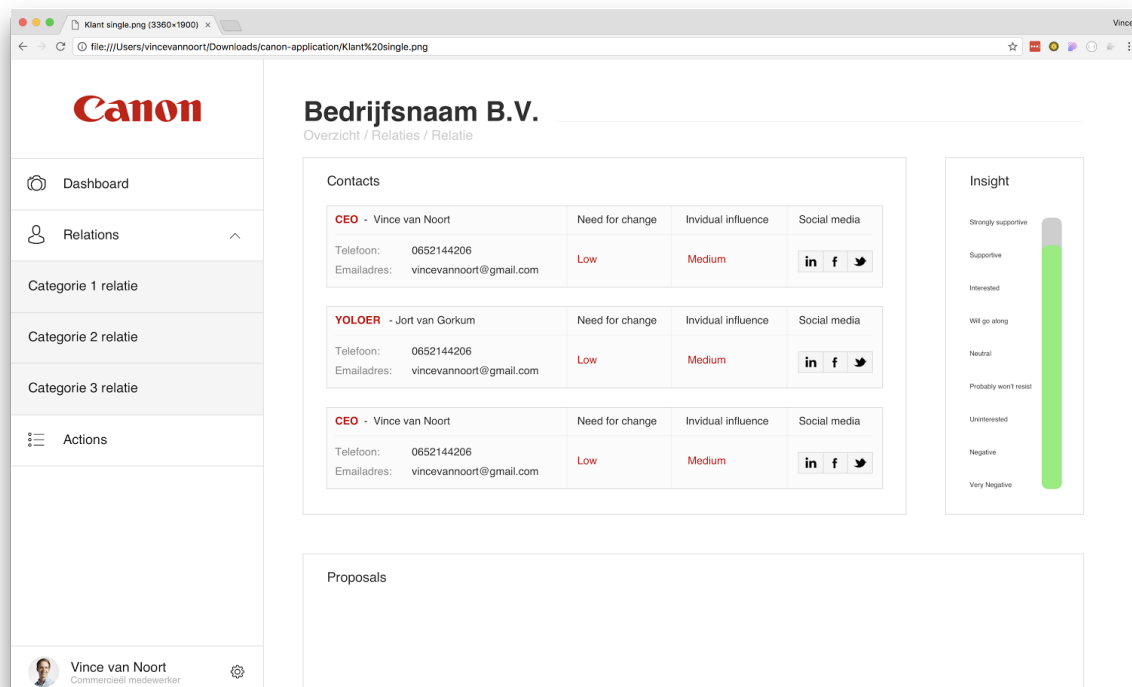 Klant single.png (3360×1900)
Vince
file:///Users/vincevannoort/Downloads/canon-application/Klant%20single.png
Canon
Dashboard
Relations
Categorie 1 relatie
Categorie 2 relatie
Categorie 3 relatie
Actions
Vince van Noort
Commercieël medewerker
Bedrijfsnaam B.V.
Overzicht / Relaties / Relatie
Contacts
CEO - Vince van Noort Need for change Invidual influence Social media
Telefoon: 0652144206
Emailadres: vincevannoort@gmail.com
Low Medium in f
YOLOER - Jort van Gorkum Need for change Invidual influence Social media
Telefoon: 0652144206
Emailadres: vincevannoort@gmail.com
Low Medium in f
CEO - Vince van Noort Need for change Invidual influence Social media
Telefoon: 0652144206
Emailadres: vincevannoort@gmail.com
Low Medium in f
Insight
Strongly supportive
Supportive
Interested
Will go along
Neutral
Probably won't resist
Uninterested
Negative
Very Negative
Proposals